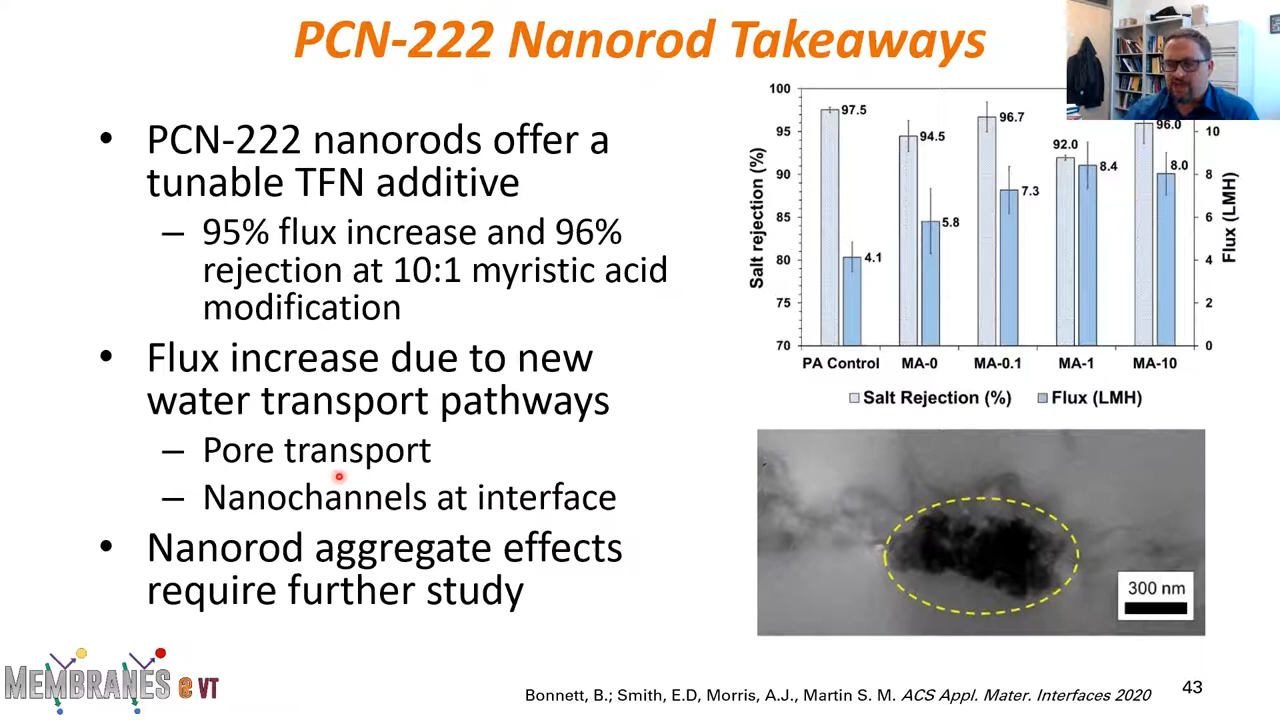 PCN-222 Nanorod Takeaways
• PCN-222 nanorods offer a
tunable TFN additive
– 95% flux increase and 96%
rejection at 10:1 myristic acid
modification
• Flux increase due to new
water transport pathways
– Pore transport
– Nanochannels at interface
• Nanorod aggregate effects
require further study
100
95
90
85
80
75
70
Salt rejection (%)
97.5
4.1
94.5
5.8
96.7
7.3
92.0
8.4
96.0
8.0
10
8
6
4
2
0
Flux (LMH)
PA Control MA-0 MA-0.1 MA-1 MA-10
Salt Rejection (%) Flux (LMH)
300 nm
MEMBRANES @ VT
Bonnett, B.; Smith, E.D, Morris, A.J., Martin S. M. ACS Appl. Mater. Interfaces 2020
43